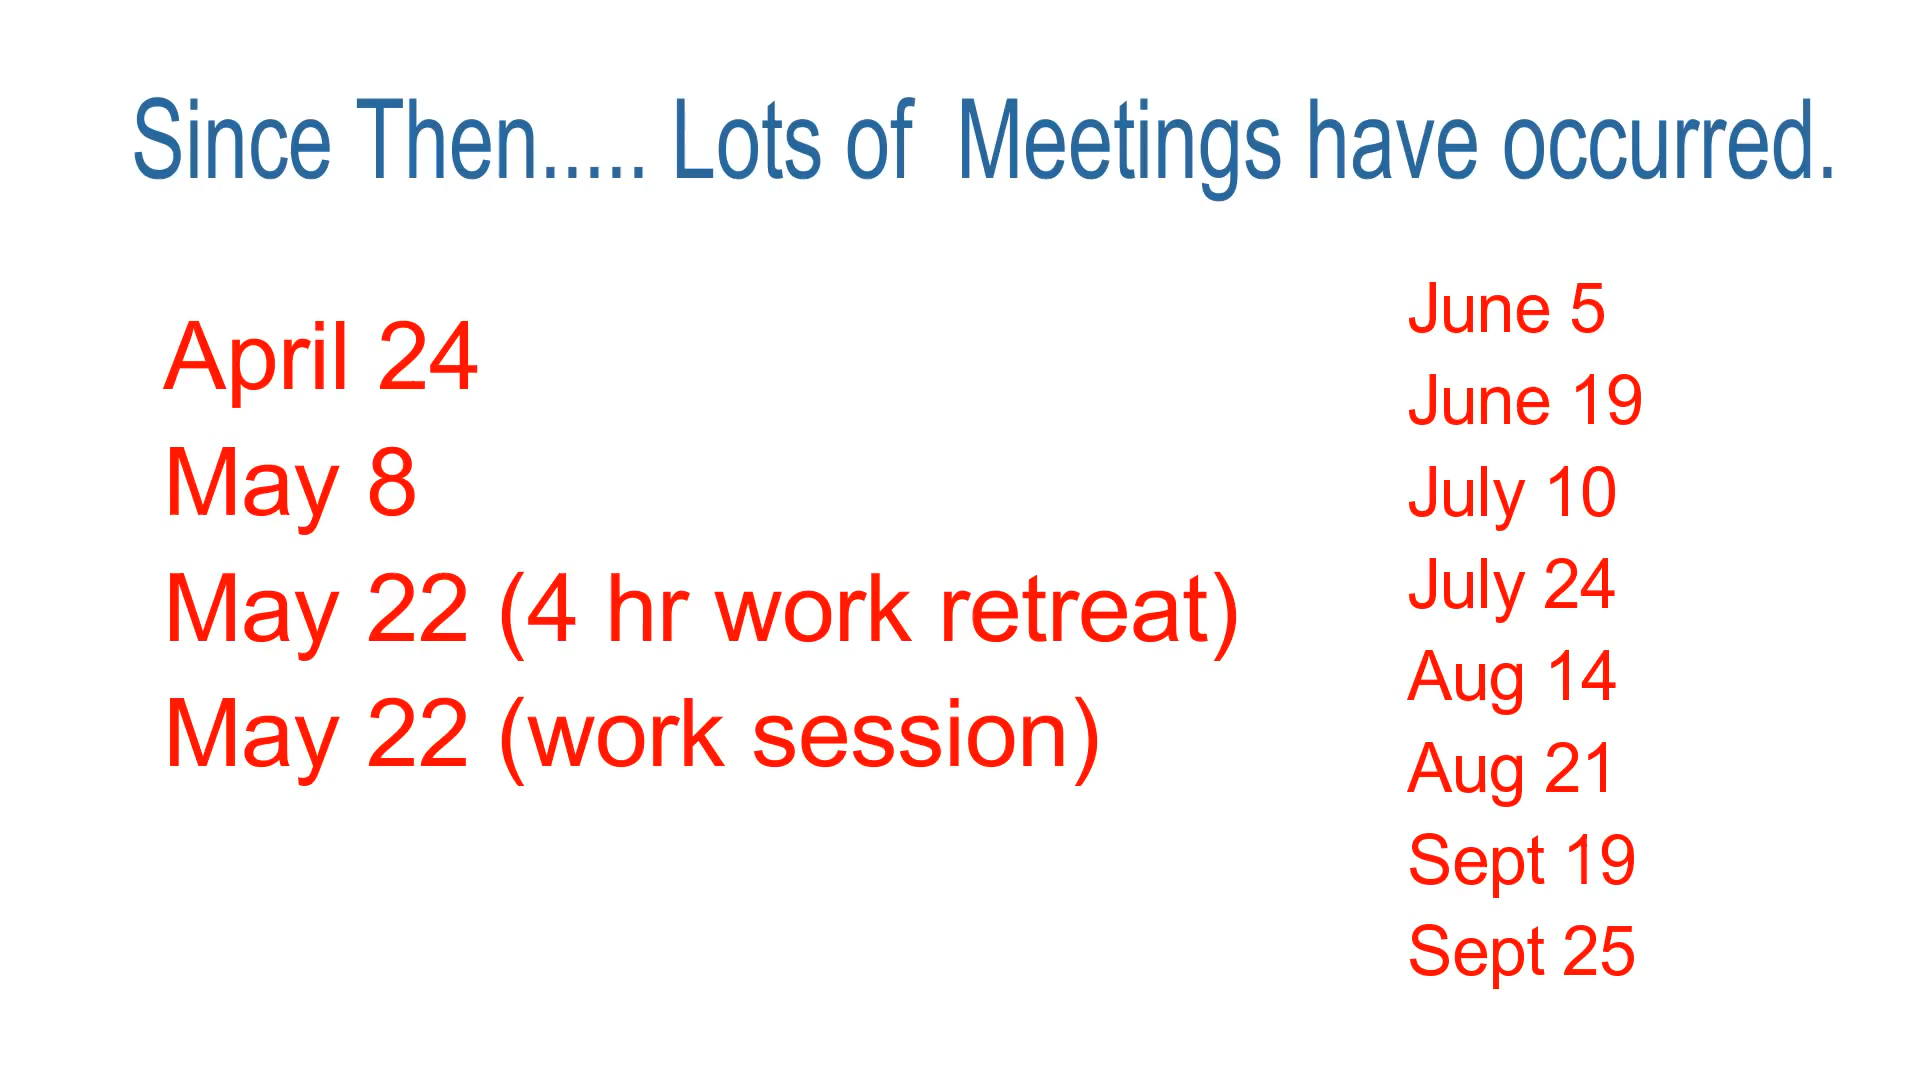 Since Then..... Lots of  Meetings have occurred.
April 24
May 8
May 22 (4 hr work retreat)
May 22 (work session)
June 5
June 19
July 10
July 24
Aug 14
Aug 21
Sept 19
Sept 25